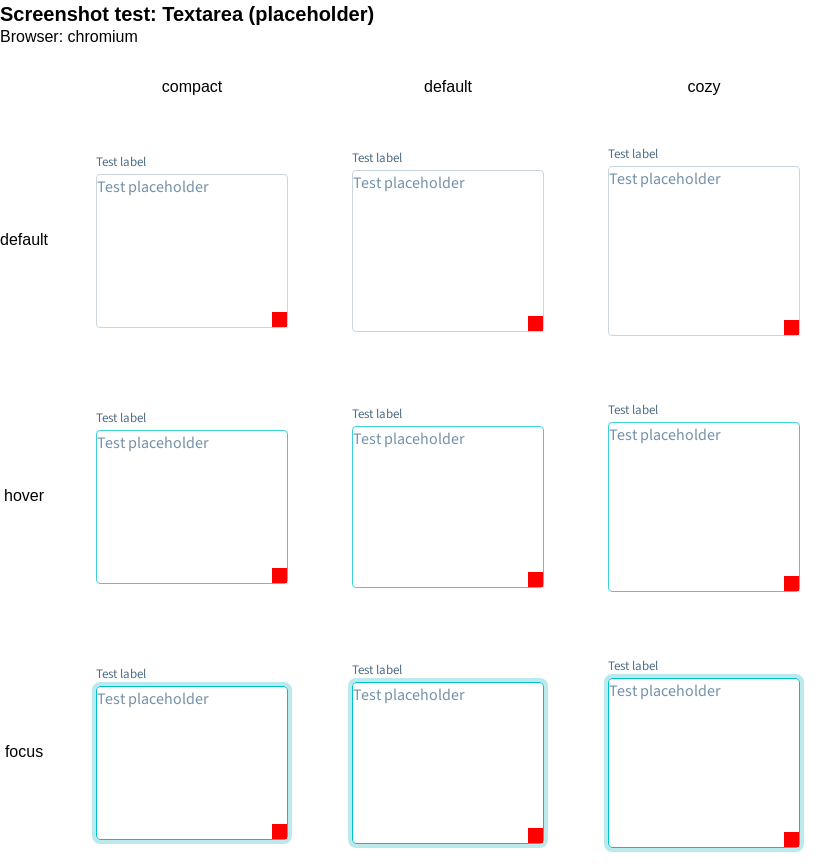 Screenshot test: Textarea (placeholder)
Browser: chromium
compact default cozy
Test label Test label Test label
Test placeholder Test placeholder Test placeholder
default
Test label Test label Test label
Test placeholder Test placeholder Test placeholder
hover
Test label Test label Test label
Test placeholder Test placeholder Test placeholder
focus